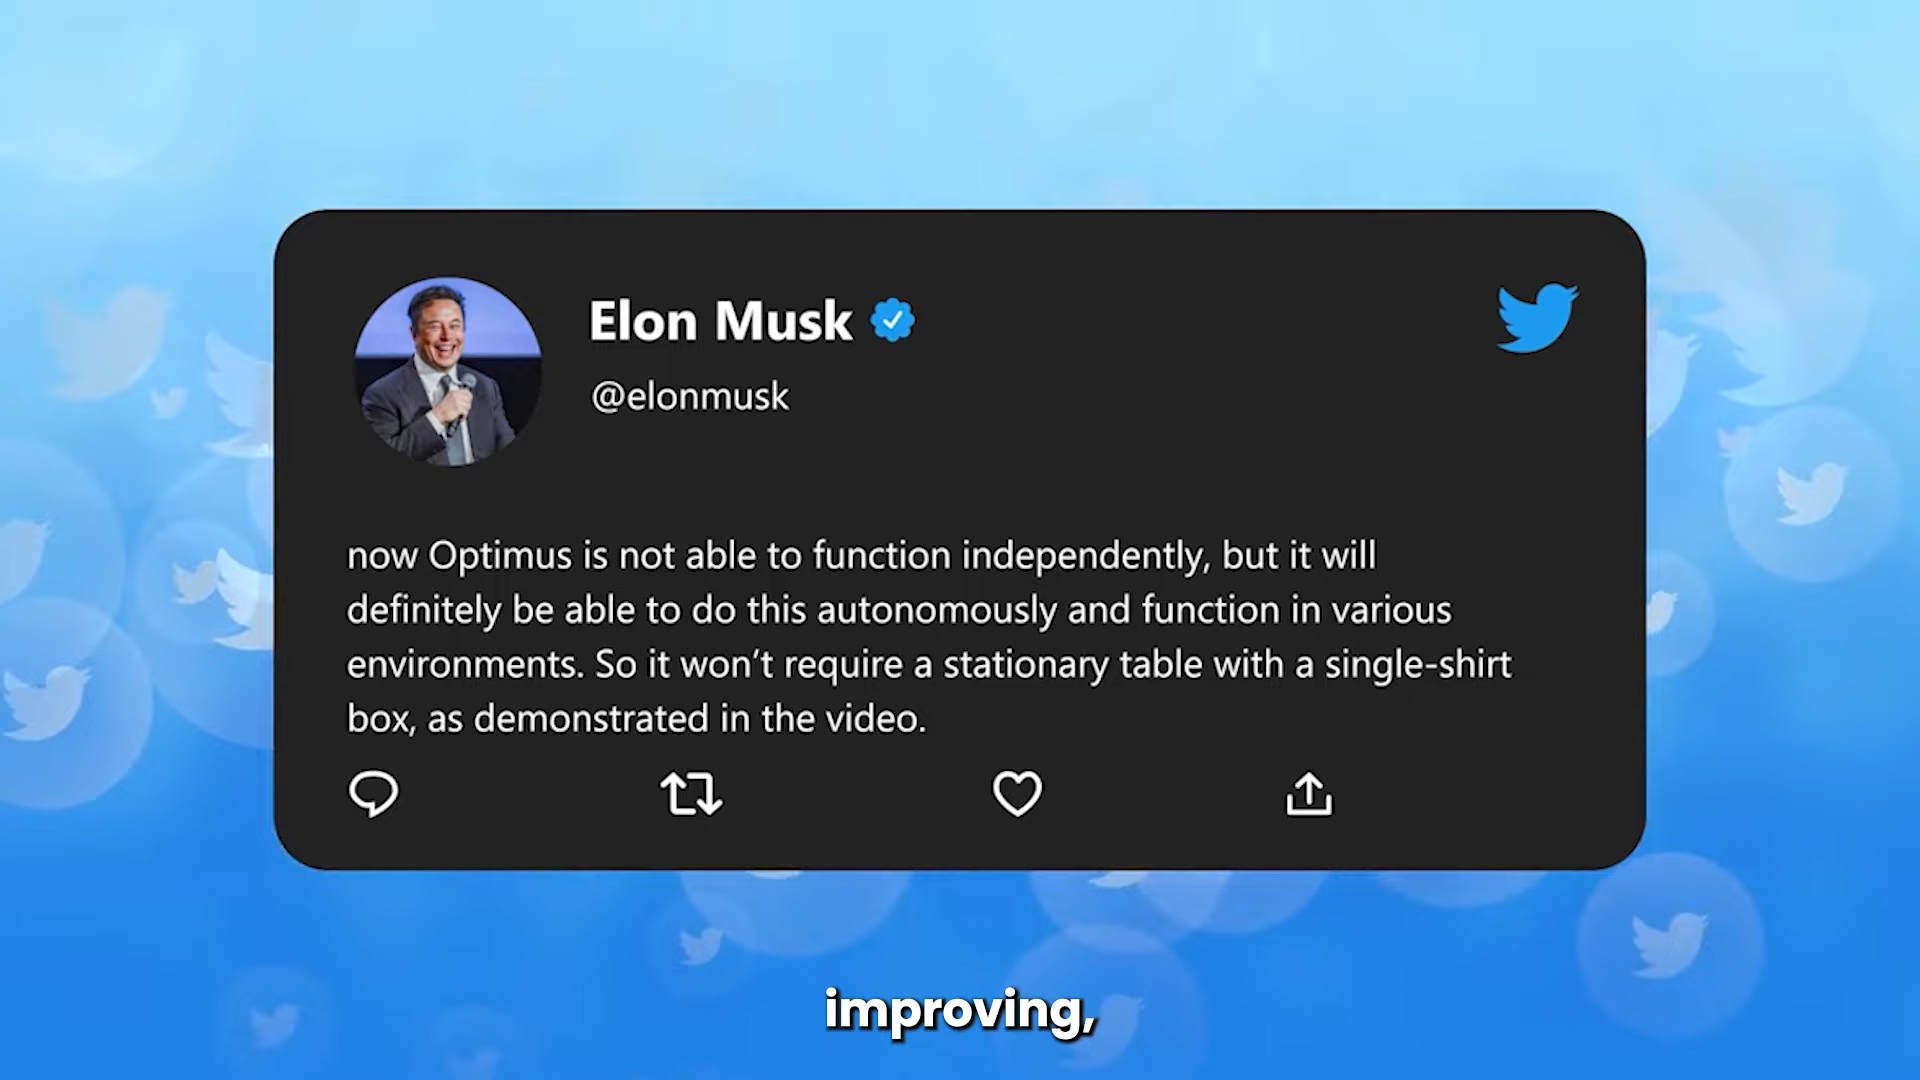 Elon Musk
@elonmusk
now Optimus is not able to function independently, but it will
definitely be able to do this autonomously and function in various
environments. So it won’t require a stationary table with a single-shirt
box, as demonstrated in the video.
improving,